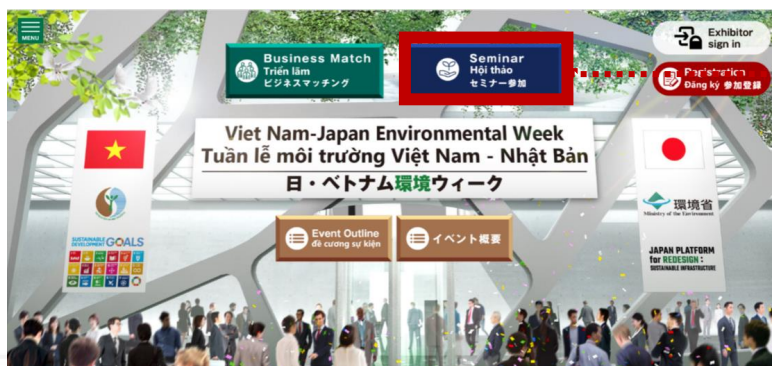 MENU
Business Match
Triển lãm
ビジネスマッチング
Seminar
Hội thảo
セミナー参加
Exhibitor
sign in
Registration
Đăng ký 参加登録
Viet Nam-Japan Environmental Week
Tuần lễ môi trường Việt Nam - Nhật Bản
日・ベトナム環境ウィーク
SUSTAINABLE
DEVELOPMENT GOALS
環境省
Ministry of the Environment
JAPAN PLATFORM
for REDESIGN :
SUSTAINABLE INFRASTRUCTURE
Event Outline
đề cương sự kiện
イベント概要